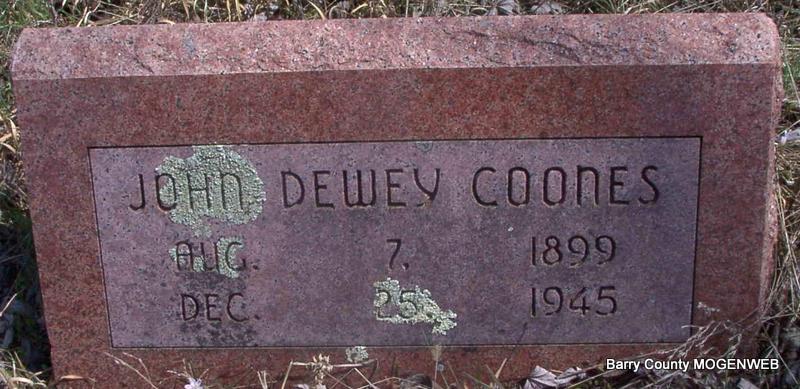 JOHN DEWEY COONES
AUG. 7, 1899
DEC. 25, 1945
Barry County MOGENWEB